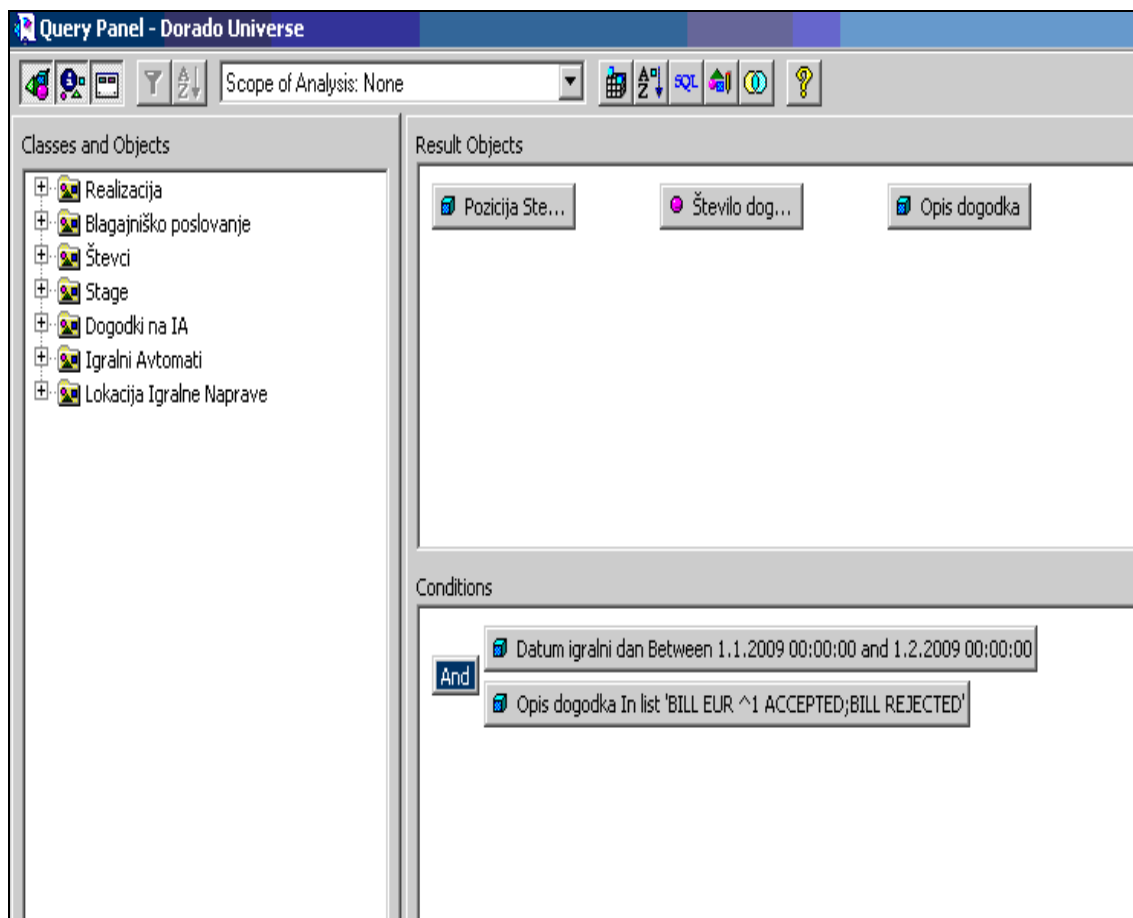 Query Panel - Dorado Universe
Scope of Analysis: None
SQL
Classes and Objects
Realizacija
Blagajniško poslovanje
Števci
Stage
Dogodki na IA
Igralni Avtomati
Lokacija Igralne Naprave
Result Objects
Pozicija Ste...
Število dog...
Opis dogodka
Conditions
And
Datum igralni dan Between 1.1.2009 00:00:00 and 1.2.2009 00:00:00
Opis dogodka In list 'BILL EUR ^1 ACCEPTED;BILL REJECTED'